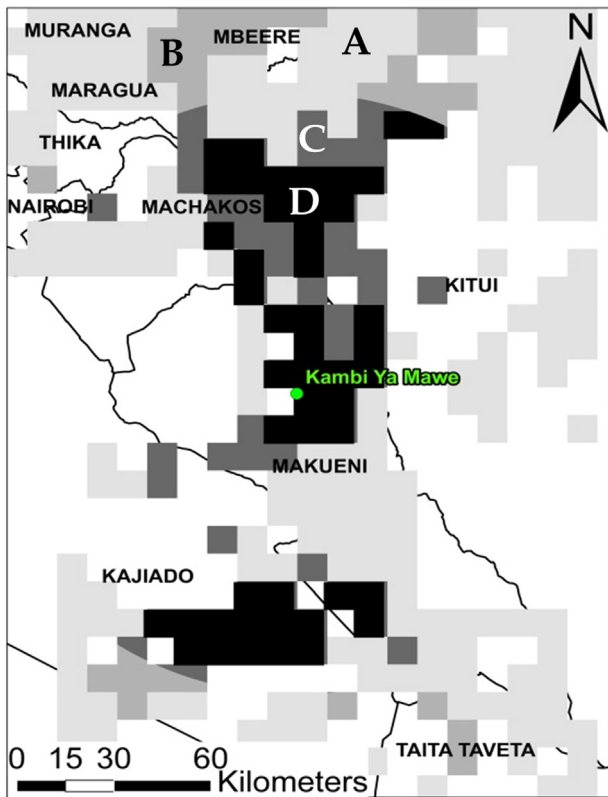 MURANGA
B
MBEERE
A
N
MARAGUA
THIKA
C
NAIROBI
MACHAKOS
D
KITUI
Kambi Ya Mawe
MAKUENI
KAJIADO
TAITA TAVETA
0 15 30 60
Kilometers